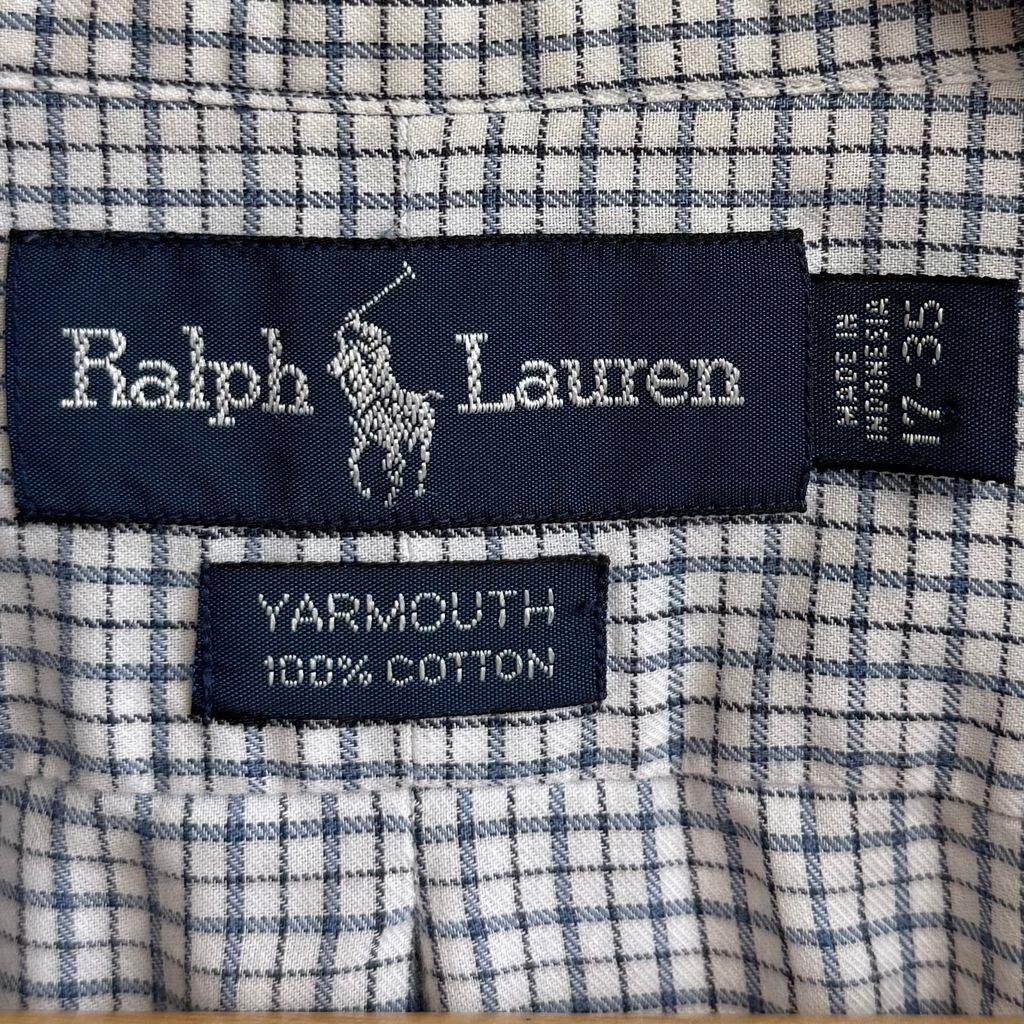 Ralph Lauren
MADE IN
INDONESIA
17-35
YARMOUTH
100% COTTON